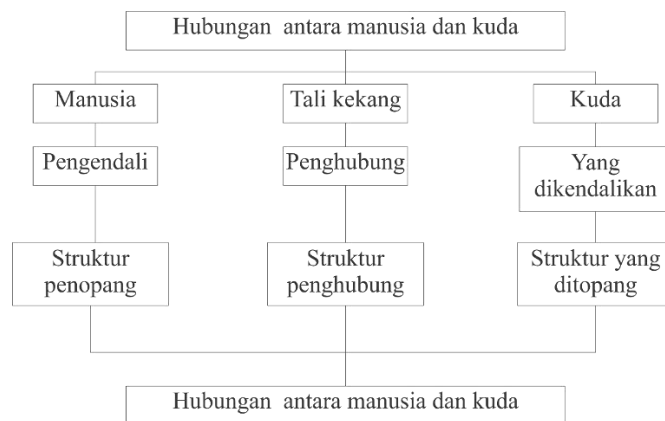 Hubungan antara manusia dan kuda
Manusia
Tali kekang
Kuda
Pengendali
Penghubung
Yang
dikendalikan
Struktur
penopang
Struktur
penghubung
Struktur yang
ditopang
Hubungan antara manusia dan kuda